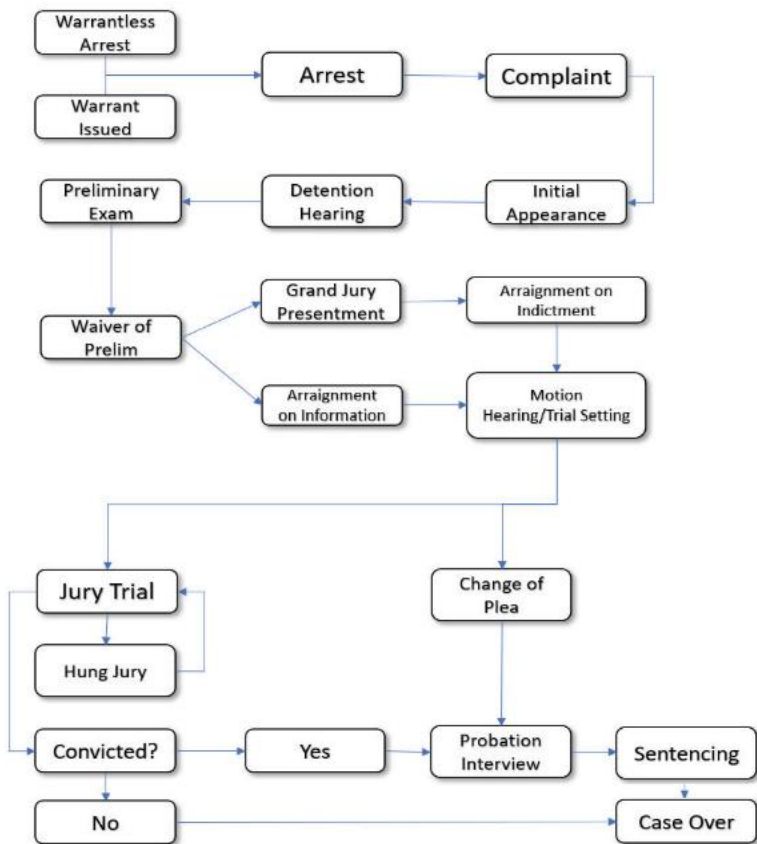 Warrantless
Arrest
Warrant
Issued
Arrest
Complaint
Preliminary
Exam
Detention
Hearing
Initial
Appearance
Waiver of
Prelim
Grand Jury
Presentment
Arraignment on
Indictment
Arraignment
on Information
Motion
Hearing/Trial Setting
Jury Trial
Hung Jury
Change of
Plea
Convicted?
Yes
Probation
Interview
Sentencing
No
Case Over